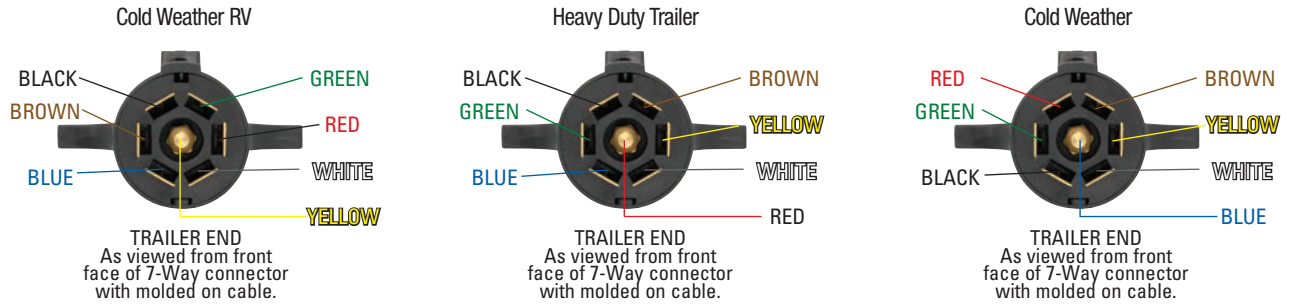 Cold Weather RV
BLACK
GREEN
BROWN
RED
BLUE
WHITE
YELLOW
TRAILER END
As viewed from front
face of 7-Way connector
with molded on cable.
Heavy Duty Trailer
BLACK
BROWN
GREEN
YELLOW
BLUE
WHITE
RED
TRAILER END
As viewed from front
face of 7-Way connector
with molded on cable.
Cold Weather
RED
BROWN
GREEN
YELLOW
BLACK
WHITE
BLUE
TRAILER END
As viewed from front
face of 7-Way connector
with molded on cable.